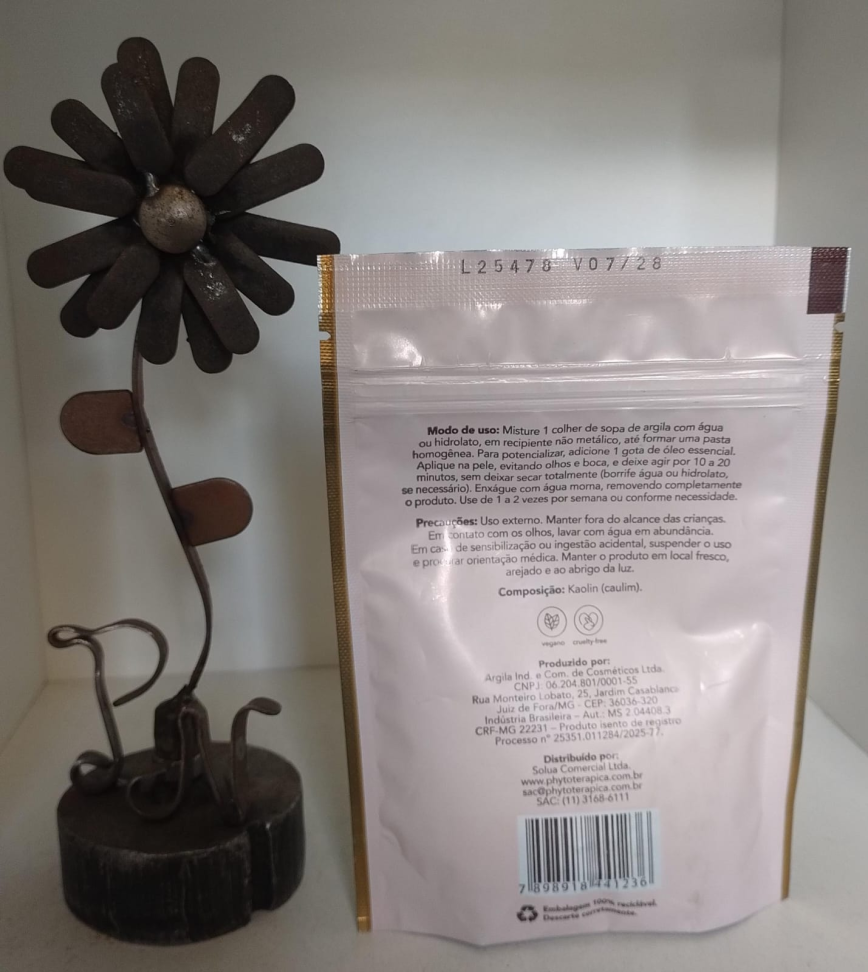 L25478 V07/28
Modo de uso: Misture 1 colher de sopa de argila com água
ou hidrolato, em recipiente não metálico, até formar uma pasta
homogênea. Para potencializar, adicione 1 gota de óleo essencial.
Aplique na pele, evitando olhos e boca, e deixe agir por 10 a 20
minutos, sem deixar secar totalmente (borrife água ou hidrolato,
se necessário). Enxágue com água morna, removendo completamente
o produto. Use de 1 a 2 vezes por semana ou conforme necessidade.
Precauções: Uso externo. Manter fora do alcance das crianças.
Em contato com os olhos, lavar com água em abundância.
Em caso de sensibilização ou ingestão acidental, suspender o uso
e procurar orientação médica. Manter o produto em local fresco,
arejado e ao abrigo da luz.
Composição: Kaolin (caulim).
vegano cruelty-free
Produzido por:
Argila Ind. e Com. de Cosméticos Ltda.
CNPJ: 06.204.801/0001-55
Rua Monteiro Lobato, 25, Jardim Casablanca
Juiz de Fora/MG - CEP: 36036-320
Indústria Brasileira – Aut.: MS 2.04408.3
CRF-MG 22231 – Produto isento de registro
Processo nº 25351.011284/2025-77.
Distribuído por:
Solua Comercial Ltda.
www.phytoterapica.com.br
sac@phytoterapica.com.br
SAC: (11) 3168-6111
7 898918 441236
Embalagem 100% reciclável.
Descarte corretamente.